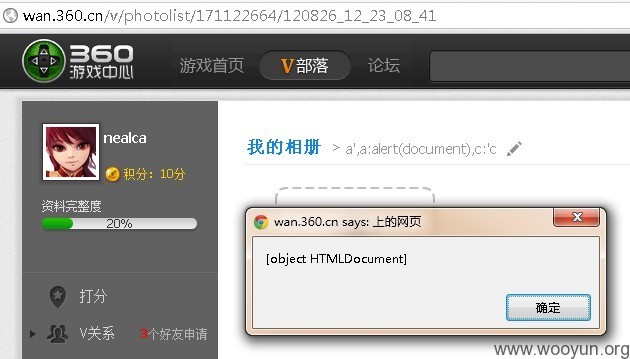 wan.360.cn/v/photolist/171122664/120826_12_23_08_41
360
游戏中心
游戏首页
V部落
论坛
nealca
积分：10分
资料完整度
20%
打分
V关系
3个好友申请
我的相册 > a',a:alert(document),c:'c
wan.360.cn says: 上的网页
[object HTMLDocument]
确定
www.wooyun.org